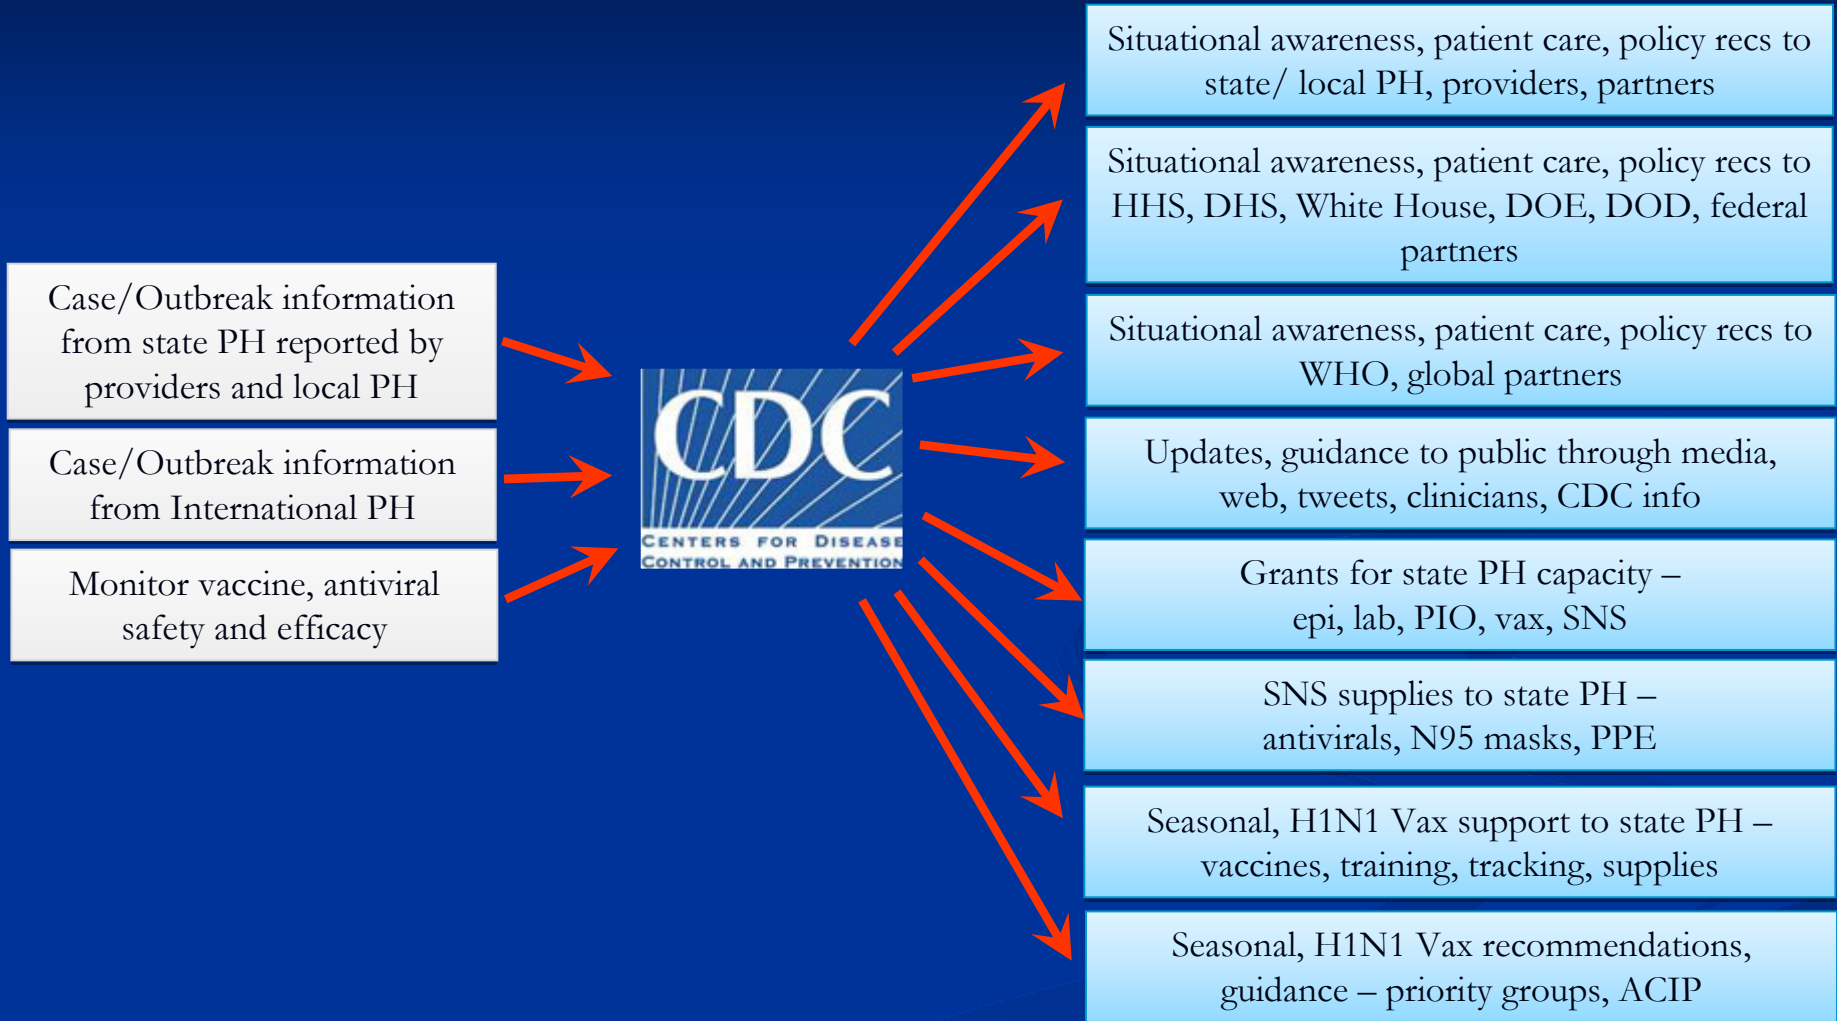 Case/Outbreak information
from state PH reported by
providers and local PH
Case/Outbreak information
from International PH
Monitor vaccine, antiviral
safety and efficacy
CDC
CENTERS FOR DISEASE
CONTROL AND PREVENTION
Situational awareness, patient care, policy recs to
state/ local PH, providers, partners
Situational awareness, patient care, policy recs to
HHS, DHS, White House, DOE, DOD, federal
partners
Situational awareness, patient care, policy recs to
WHO, global partners
Updates, guidance to public through media,
web, tweets, clinicians, CDC info
Grants for state PH capacity –
epi, lab, PIO, vax, SNS
SNS supplies to state PH –
antivirals, N95 masks, PPE
Seasonal, H1N1 Vax support to state PH –
vaccines, training, tracking, supplies
Seasonal, H1N1 Vax recommendations,
guidance – priority groups, ACIP